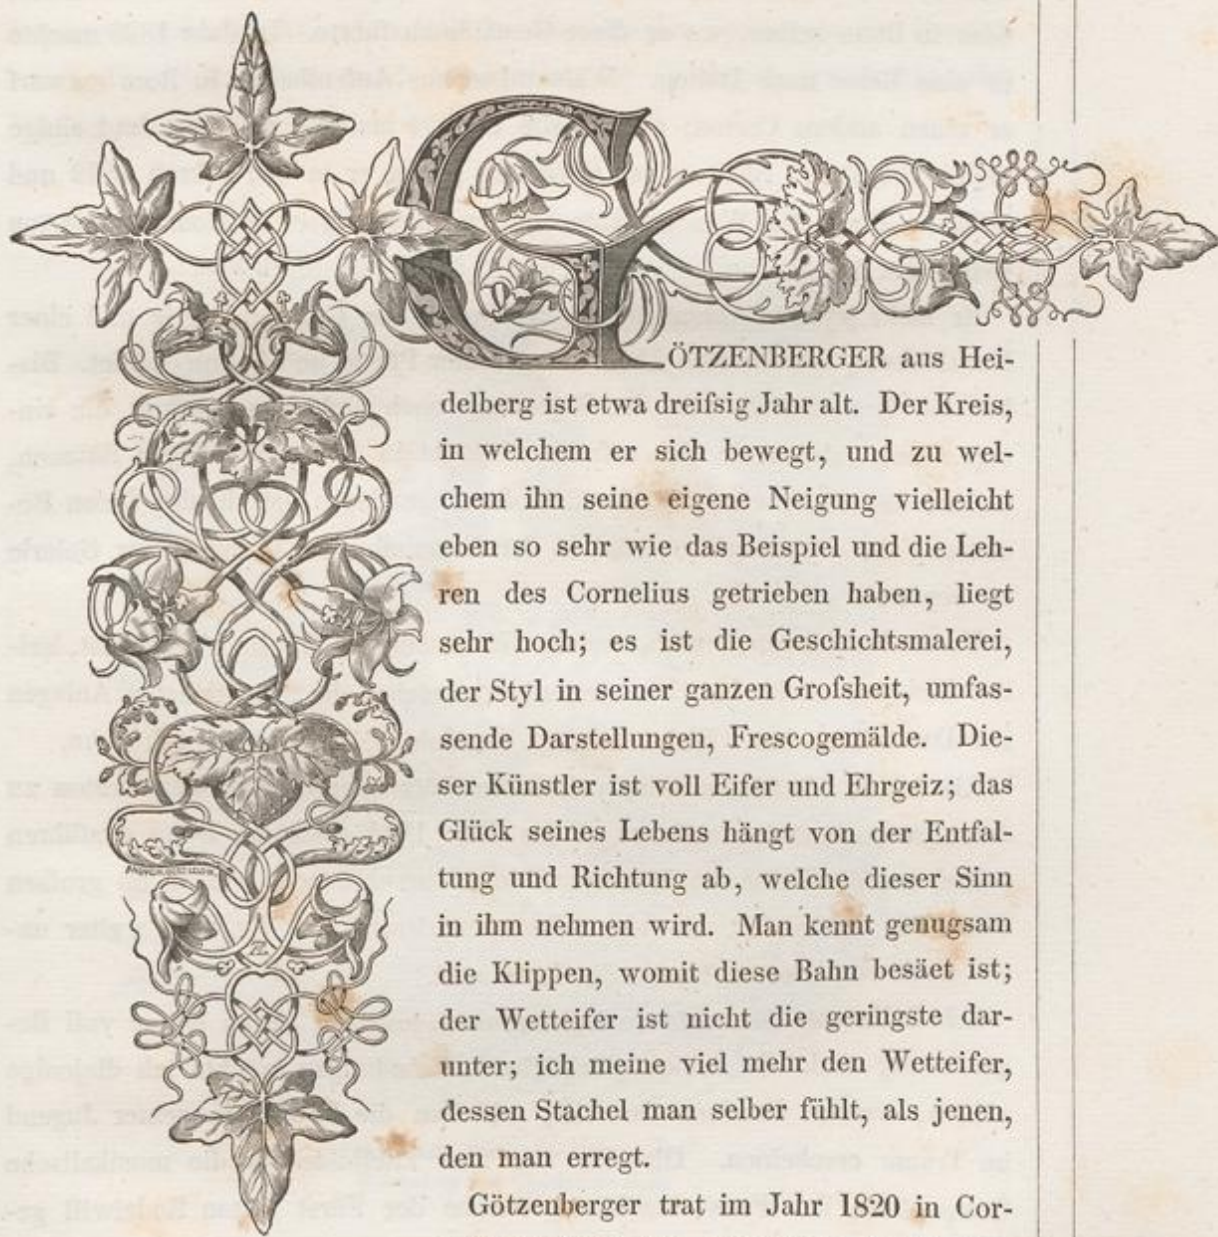 GÖTZENBERGER aus Hei-
delberg ist etwa dreifsig Jahr alt. Der Kreis,
in welchem er sich bewegt, und zu wel-
chem ihn seine eigene Neigung vielleicht
eben so sehr wie das Beispiel und die Leh-
ren des Cornelius getrieben haben, liegt
sehr hoch; es ist die Geschichtsmalerei,
der Styl in seiner ganzen Grofsheit, umfas-
sende Darstellungen, Frescogemälde. Die-
ser Künstler ist voll Eifer und Ehrgeiz; das
Glück seines Lebens hängt von der Entfal-
tung und Richtung ab, welche dieser Sinn
in ihm nehmen wird. Man kennt genugsam
die Klippen, womit diese Bahn besäet ist;
der Wetteifer ist nicht die geringste dar-
unter; ich meine viel mehr den Wetteifer,
dessen Stachel man selber fühlt, als jenen,
den man erregt.
Götzenberger trat im Jahr 1820 in Cor-